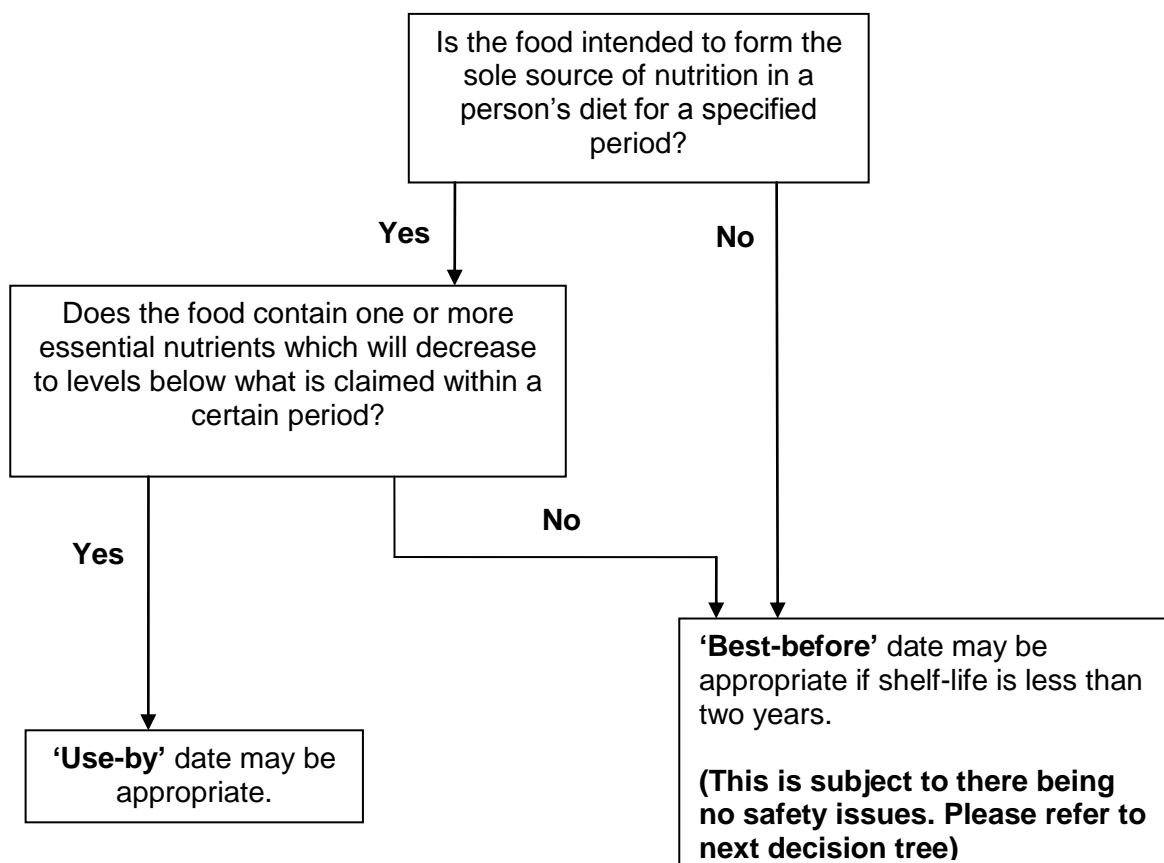 Is the food intended to form the
sole source of nutrition in a
person’s diet for a specified
period?
Yes
No
Does the food contain one or more
essential nutrients which will decrease
to levels below what is claimed within a
certain period?
No
Yes
‘Best-before’ date may be
appropriate if shelf-life is less than
two years.
(This is subject to there being
no safety issues. Please refer to
next decision tree)
‘Use-by’ date may be
appropriate.